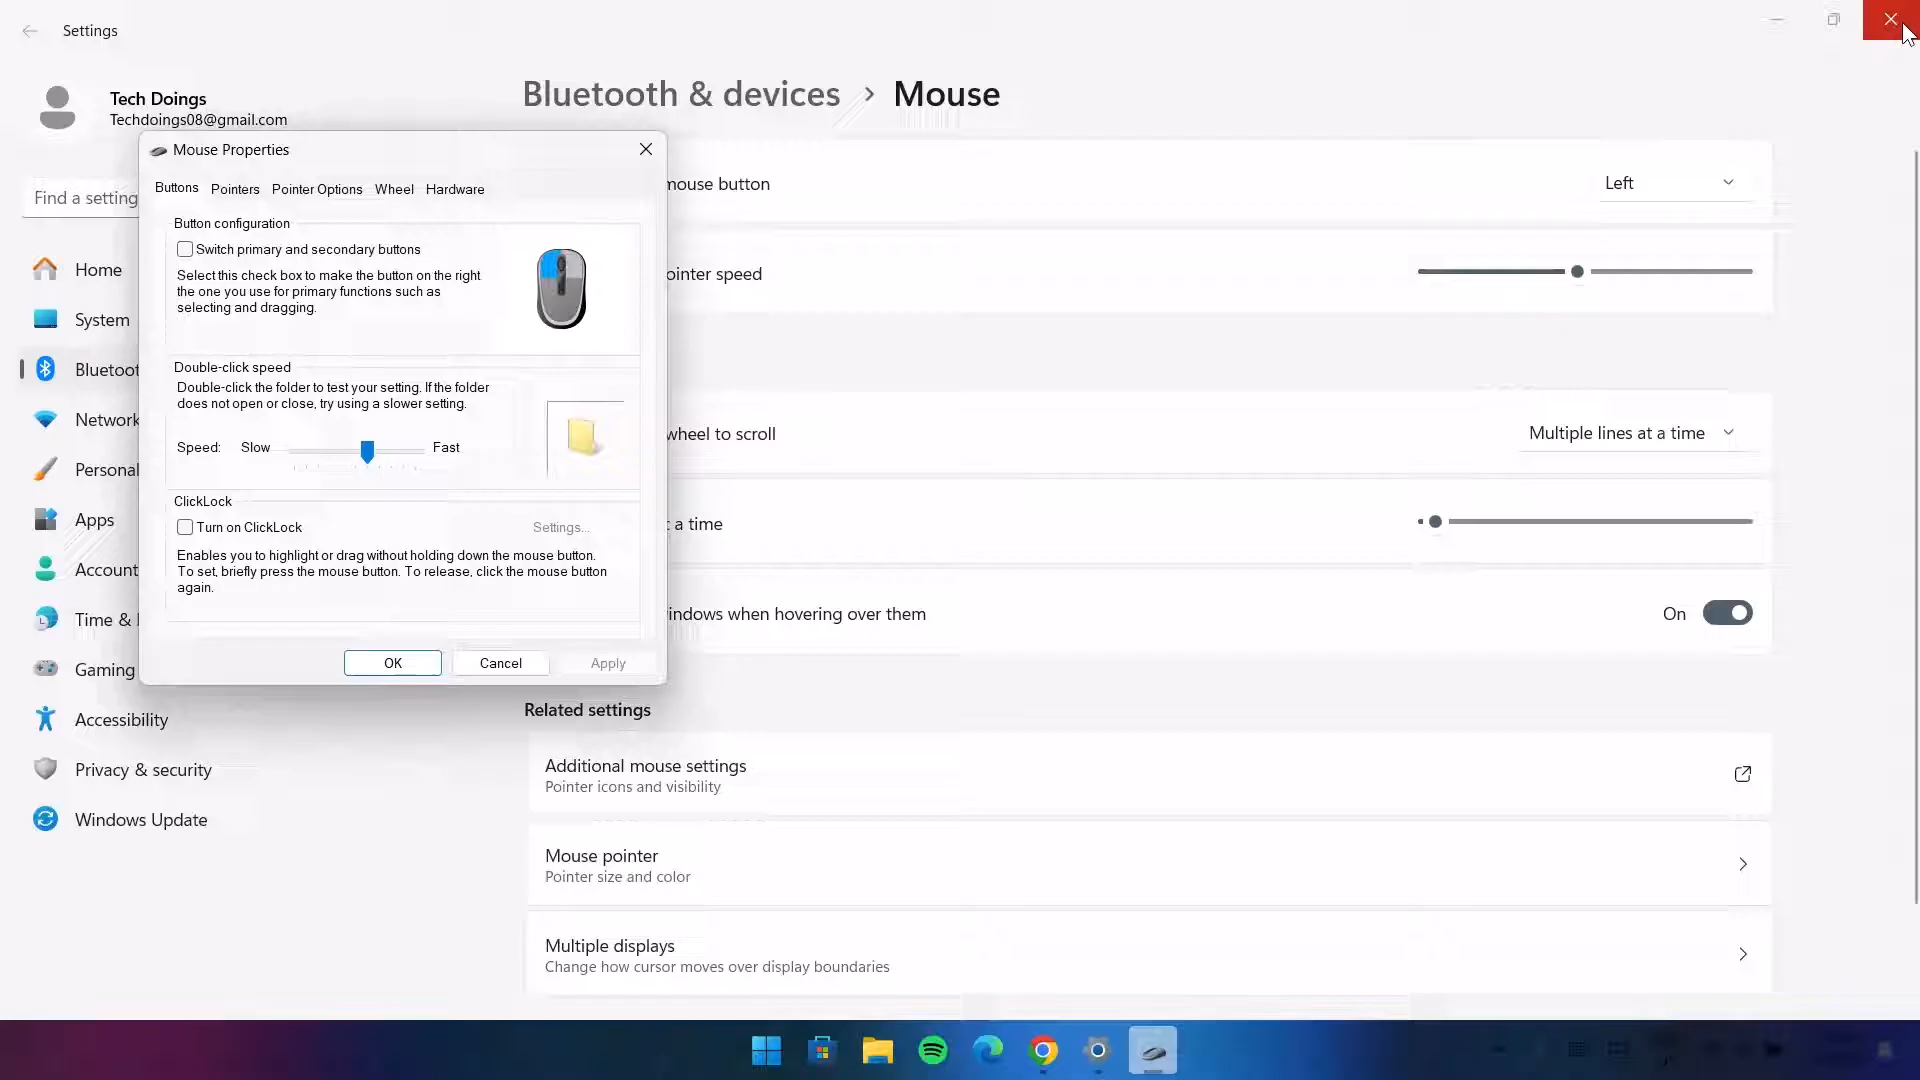 Settings
Tech Doings
Techdoings08@gmail.com
Find a setting
Home
System
Bluetoot
Network
Personal
Apps
Account
Time &
Gaming
Accessibility
Privacy & security
Windows Update
Bluetooth & devices > Mouse
mouse button
Left
ointer speed
wheel to scroll
Multiple lines at a time
t a time
indows when hovering over them
On
Related settings
Additional mouse settings
Pointer icons and visibility
Mouse pointer
Pointer size and color
Multiple displays
Change how cursor moves over display boundaries
Mouse Properties
Buttons Pointers Pointer Options Wheel Hardware
Button configuration
Switch primary and secondary buttons
Select this check box to make the button on the right
the one you use for primary functions such as
selecting and dragging.
Double-click speed
Double-click the folder to test your setting. If the folder
does not open or close, try using a slower setting.
Speed: Slow Fast
ClickLock
Turn on ClickLock
Settings...
Enables you to highlight or drag without holding down the mouse button.
To set, briefly press the mouse button. To release, click the mouse button
again.
OK Cancel Apply